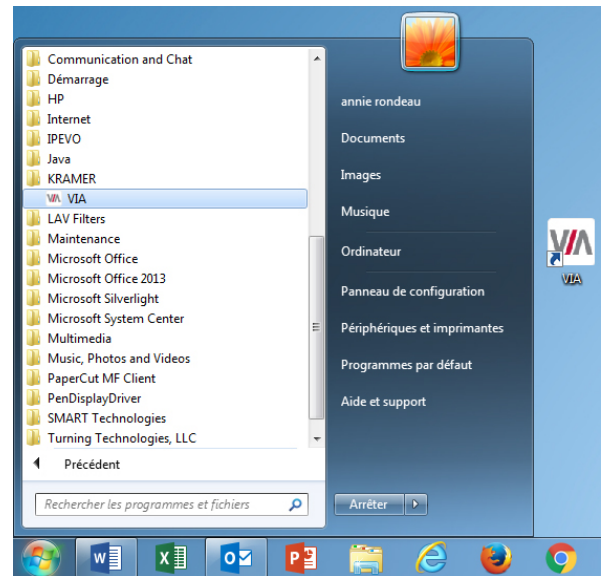 Communication and Chat
Démarrage
HP
Internet
IPEVO
Java
KRAMER
VIA VIA
LAV Filters
Maintenance
Microsoft Office
Microsoft Office 2013
Microsoft Silverlight
Microsoft System Center
Multimedia
Music, Photos and Videos
PaperCut MF Client
PenDisplayDriver
SMART Technologies
Turning Technologies, LLC
Précédent
Rechercher les programmes et fichiers
annie rondeau
Documents
Images
Musique
Ordinateur
Panneau de configuration
Périphériques et imprimantes
Programmes par défaut
Aide et support
Arrêter
VIA
VIA